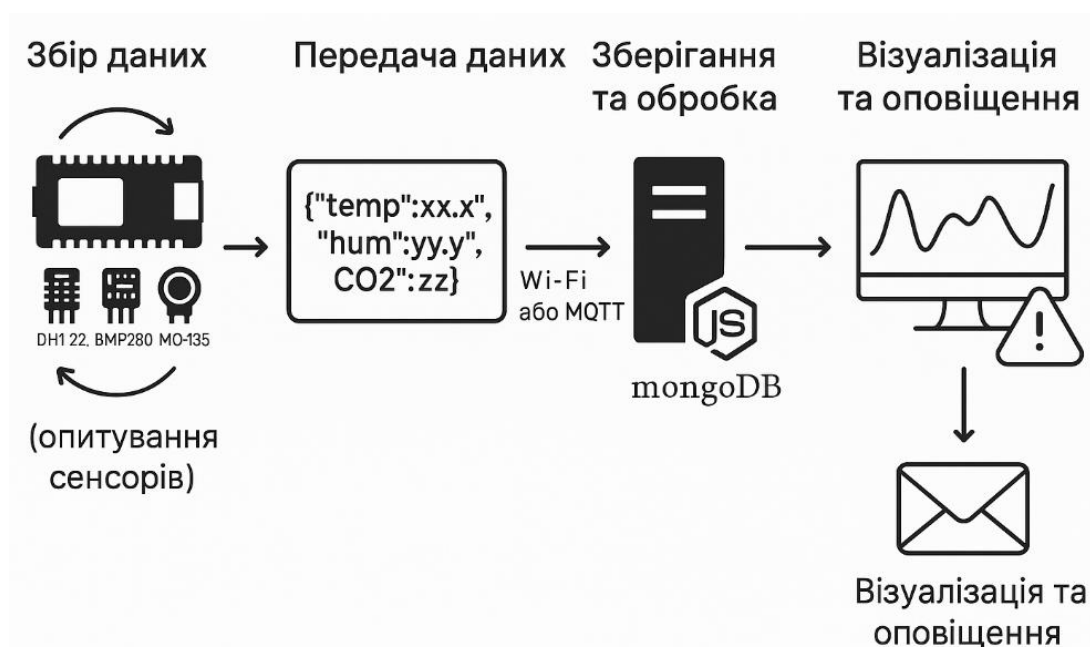 Збір даних
Передача даних
Зберігання
та обробка
Візуалізація
та оповіщення
{"temp":xx.x",
"hum":yy.y",
CO2":zz}
Wi-Fi
або MQTT
JS
mongoDB
DH1 22, BMP280 MO-135
(опитування
сенсорів)
!
Візуалізація та
оповіщення